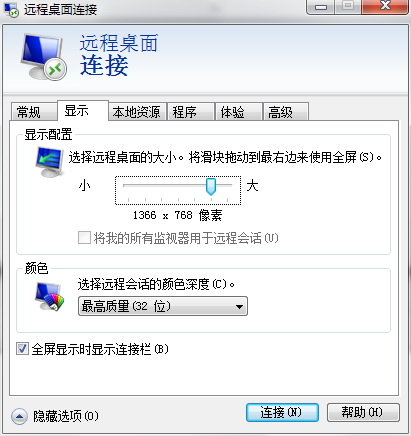 远程桌面连接
远程桌面
连接
常规 显示 本地资源 程序 体验 高级
显示配置
选择远程桌面的大小。将滑块拖动到最右边来使用全屏(S)。
小 大
1366 x 768 像素
将我的所有监视器用于远程会话(U)
颜色
选择远程会话的颜色深度(C)。
最高质量(32 位)
全屏显示时显示连接栏(B)
隐藏选项(O) 连接(N) 帮助(H)